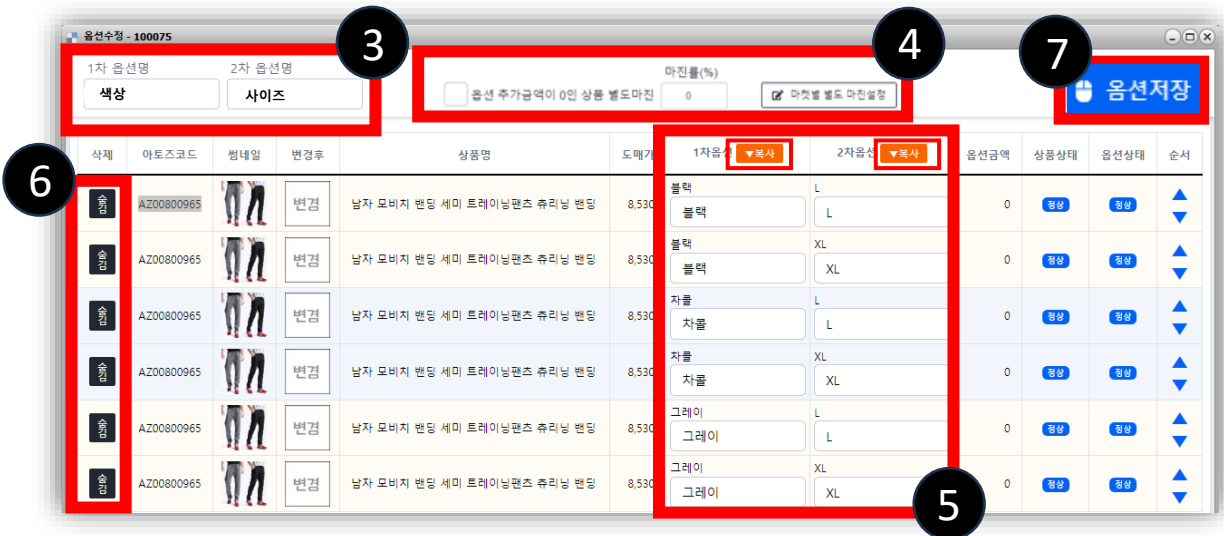 옵션수정 - 100075
3
4
7
1차 옵션명
2차 옵션명
색상
사이즈
마진률(%)
옵션 추가금액이 0인 상품 별도마진
0
마켓별 별도 마진설정
옵션저장
삭제 아토즈코드 썸네일 변경후 상품명 도매가 1차옵션 ▼복사 2차옵션 ▼복사 옵션금액 상품상태 옵션상태 순서
6
블랙 L
숨김 AZ00800965 변경 남자 모비치 밴딩 세미 트레이닝팬츠 츄리닝 밴딩 8,530 블랙 L 0 정상 정상 ▲▼
블랙 XL
숨김 AZ00800965 변경 남자 모비치 밴딩 세미 트레이닝팬츠 츄리닝 밴딩 8,530 블랙 XL 0 정상 정상 ▲▼
차콜 L
숨김 AZ00800965 변경 남자 모비치 밴딩 세미 트레이닝팬츠 츄리닝 밴딩 8,530 차콜 L 0 정상 정상 ▲▼
차콜 XL
숨김 AZ00800965 변경 남자 모비치 밴딩 세미 트레이닝팬츠 츄리닝 밴딩 8,530 차콜 XL 0 정상 정상 ▲▼
그레이 L
숨김 AZ00800965 변경 남자 모비치 밴딩 세미 트레이닝팬츠 츄리닝 밴딩 8,530 그레이 L 0 정상 정상 ▲▼
그레이 XL
숨김 AZ00800965 변경 남자 모비치 밴딩 세미 트레이닝팬츠 츄리닝 밴딩 8,530 그레이 XL 0 정상 정상 ▲▼
5